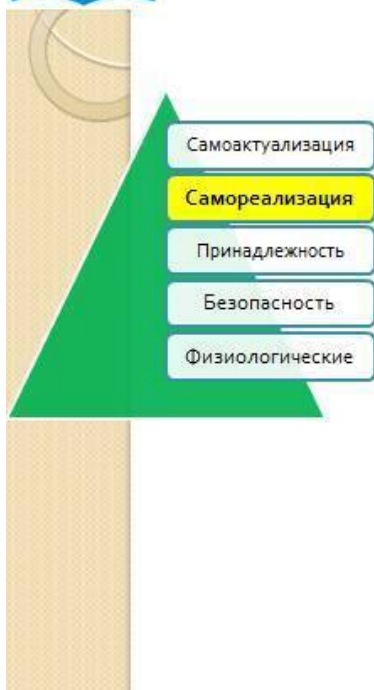 Самоактуализация
Самореализация
Принадлежность
Безопасность
Физиологические